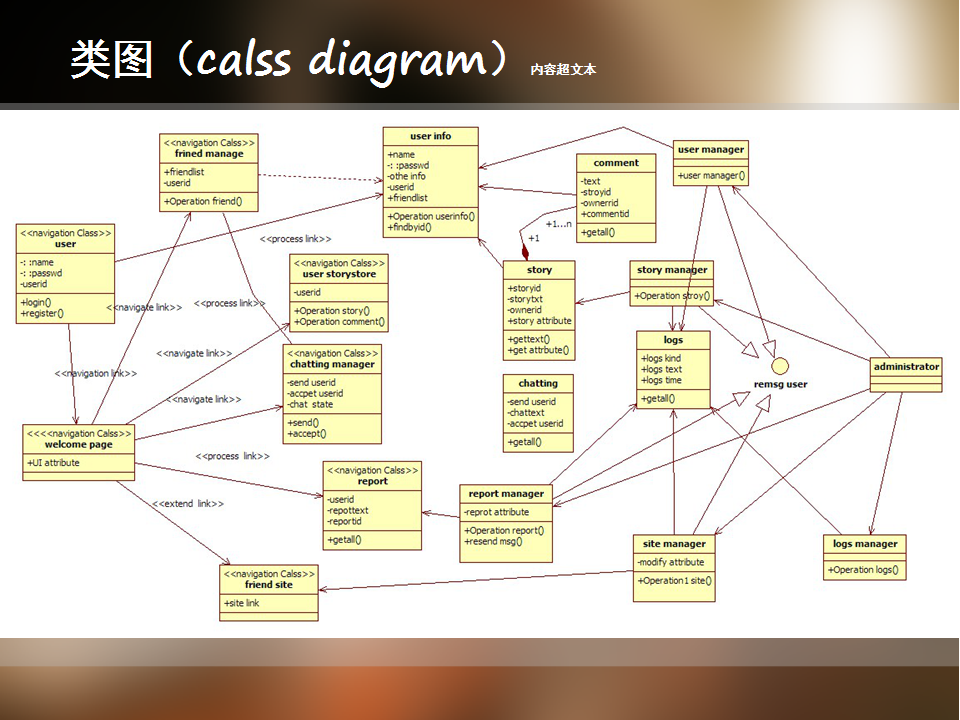 类图（calss diagram） 内容超文本
<<navigation Calss>>
frined manage
+friendlist
-userid
+Operation friend()
user info
+name
-: :passwd
-othe info
-userid
+friendlist
+Operation userinfo()
+findbyid()
comment
-text
-stroyid
-ownerrid
+commentid
+getall()
user manager
+user manager()
<<navigation Class>>
user
-: :name
-: :passwd
-userid
+login()
+register()
<<process link>>
+1...n
+1
<<navigation Calss>>
user storystore
-userid
+Operation story()
+Operation comment()
story
+storyid
-storytxt
-ownerid
+story attribute
+gettext()
+get attrbute()
story manager
+Operation stroy()
<<navigate link>>
<<process link>>
logs
+logs kind
+logs text
+logs time
+getall()
<<navigate link>>
<<navigation Calss>>
chatting manager
-send userid
-accpet userid
-chat state
+send()
+accept()
remsg user
administrator
<<navigation link>>
<<navigate link>>
chatting
-send userid
-chattext
-accpet userid
+getall()
<<<<navigation Calss>>
welcome page
+UI attribute
<<process link>>
<<navigation Calss>>
report
-userid
-repottext
-reportid
+getall()
<<extend link>>
report manager
-reprot attribute
+Operation report()
+resend msg()
site manager
-modify attribute
+Operation1 site()
logs manager
+Operation logs()
<<navigation Calss>>
friend site
+site link